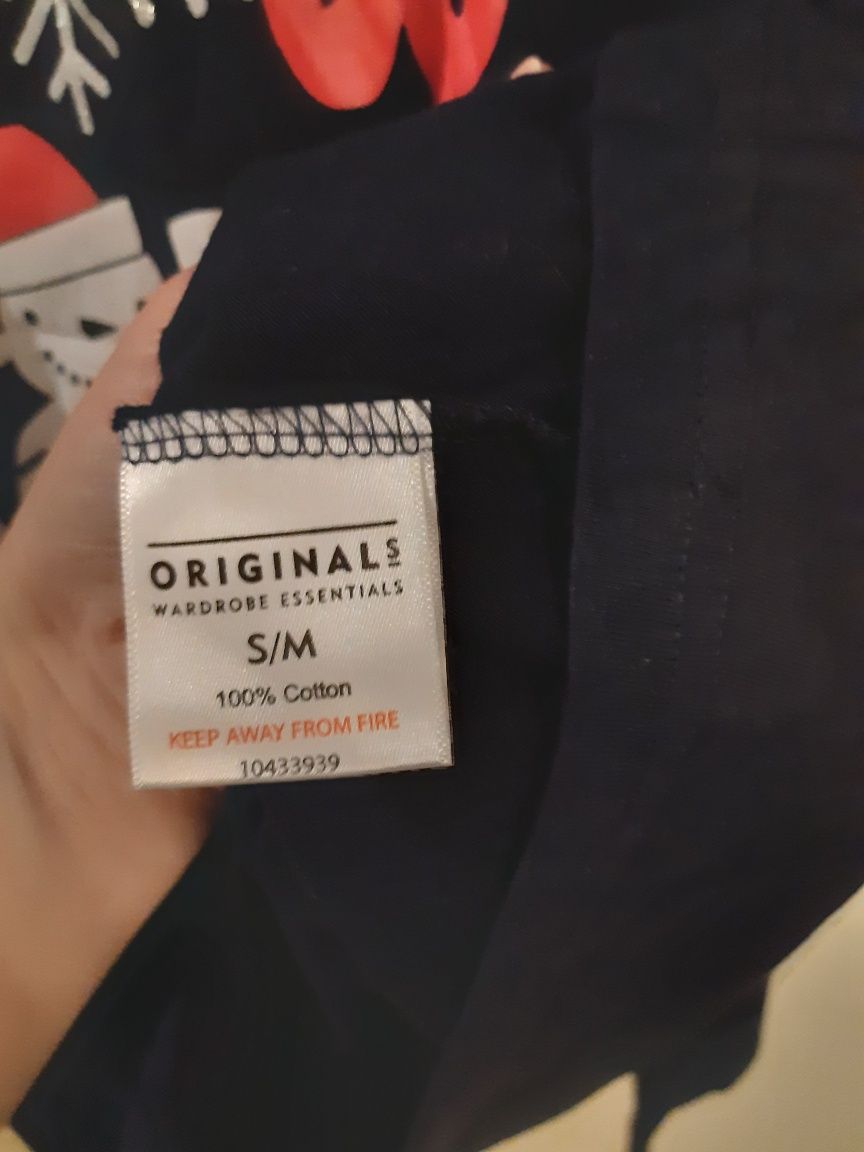 ORIGINALS
WARDROBE ESSENTIALS
S/M
100% Cotton
KEEP AWAY FROM FIRE
10433939